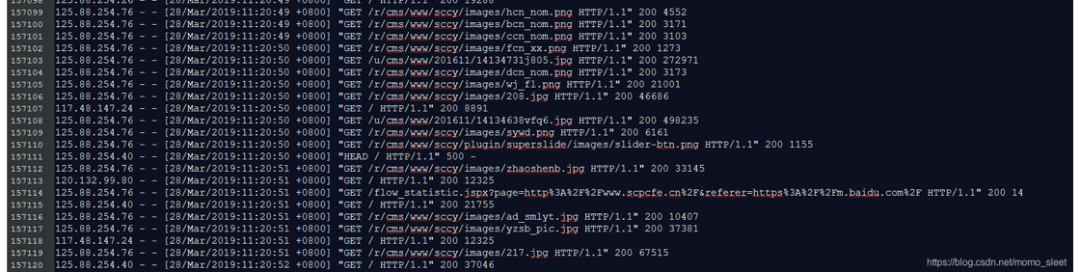 157099 125.88.254.76 - - [28/Mar/2019:11:20:49 +0800] "GET /r/cms/www/sccy/images/hcn_nom.png HTTP/1.1" 200 4552
157100 125.88.254.76 - - [28/Mar/2019:11:20:49 +0800] "GET /r/cms/www/sccy/images/bcn_nom.png HTTP/1.1" 200 3171
157101 125.88.254.76 - - [28/Mar/2019:11:20:49 +0800] "GET /r/cms/www/sccy/images/ccn_nom.png HTTP/1.1" 200 3103
157102 125.88.254.76 - - [28/Mar/2019:11:20:50 +0800] "GET /r/cms/www/sccy/images/fcn_xx.png HTTP/1.1" 200 1273
157103 125.88.254.76 - - [28/Mar/2019:11:20:50 +0800] "GET /u/cms/www/201611/14134731j805.jpg HTTP/1.1" 200 272971
157104 125.88.254.76 - - [28/Mar/2019:11:20:50 +0800] "GET /r/cms/www/sccy/images/dcn_nom.png HTTP/1.1" 200 3173
157105 125.88.254.76 - - [28/Mar/2019:11:20:50 +0800] "GET /r/cms/www/sccy/images/wj_fl.png HTTP/1.1" 200 21001
157106 125.88.254.76 - - [28/Mar/2019:11:20:50 +0800] "GET /r/cms/www/sccy/images/208.jpg HTTP/1.1" 200 46686
157107 117.48.147.24 - - [28/Mar/2019:11:20:50 +0800] "GET / HTTP/1.1" 200 8891
157108 125.88.254.76 - - [28/Mar/2019:11:20:50 +0800] "GET /u/cms/www/201611/14134638vfq6.jpg HTTP/1.1" 200 498235
157109 125.88.254.76 - - [28/Mar/2019:11:20:50 +0800] "GET /r/cms/www/sccy/images/sywd.png HTTP/1.1" 200 6161
157110 125.88.254.76 - - [28/Mar/2019:11:20:50 +0800] "GET /r/cms/www/sccy/plugin/superslide/images/slider-btn.png HTTP/1.1" 200 1155
157111 125.88.254.40 - - [28/Mar/2019:11:20:51 +0800] "HEAD / HTTP/1.1" 500 -
157112 125.88.254.76 - - [28/Mar/2019:11:20:51 +0800] "GET /r/cms/www/sccy/images/zhaoshenb.jpg HTTP/1.1" 200 33145
157113 120.132.99.80 - - [28/Mar/2019:11:20:51 +0800] "GET / HTTP/1.1" 200 12325
157114 125.88.254.76 - - [28/Mar/2019:11:20:51 +0800] "GET /flow_statistic.jspx?page=http%3A%2F%2Fwww.scpcfe.cn%2F&referer=https%3A%2F%2Fm.baidu.com%2F HTTP/1.1" 200 14
157115 125.88.254.40 - - [28/Mar/2019:11:20:51 +0800] "GET / HTTP/1.1" 200 21755
157116 125.88.254.76 - - [28/Mar/2019:11:20:51 +0800] "GET /r/cms/www/sccy/images/ad_smlyt.jpg HTTP/1.1" 200 10407
157117 125.88.254.76 - - [28/Mar/2019:11:20:51 +0800] "GET /r/cms/www/sccy/images/yzsb_pic.jpg HTTP/1.1" 200 37381
157118 117.48.147.24 - - [28/Mar/2019:11:20:51 +0800] "GET / HTTP/1.1" 200 12325
157119 125.88.254.76 - - [28/Mar/2019:11:20:51 +0800] "GET /r/cms/www/sccy/images/217.jpg HTTP/1.1" 200 67515
157120 125.88.254.40 - - [28/Mar/2019:11:20:52 +0800] "GET / HTTP/1.1" 200 37046
https://blog.csdn.net/momo_sleet